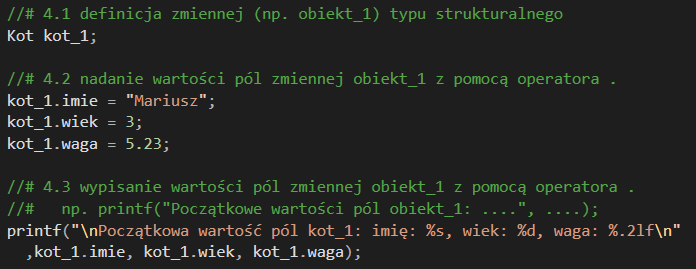 //# 4.1 definicja zmiennej (np. obiekt_1) typu strukturalnego
Kot kot_1;
//# 4.2 nadanie wartości pól zmiennej obiekt_1 z pomocą operatora .
kot_1.imie = "Mariusz";
kot_1.wiek = 3;
kot_1.waga = 5.23;
//# 4.3 wypisanie wartości pól zmiennej obiekt_1 z pomocą operatora .
//#   np. printf("Początkowe wartości pól obiekt_1: ....", ....);
printf("\nPoczątkowa wartość pól kot_1: imię: %s, wiek: %d, waga: %.2lf\n"
  ,kot_1.imie, kot_1.wiek, kot_1.waga);